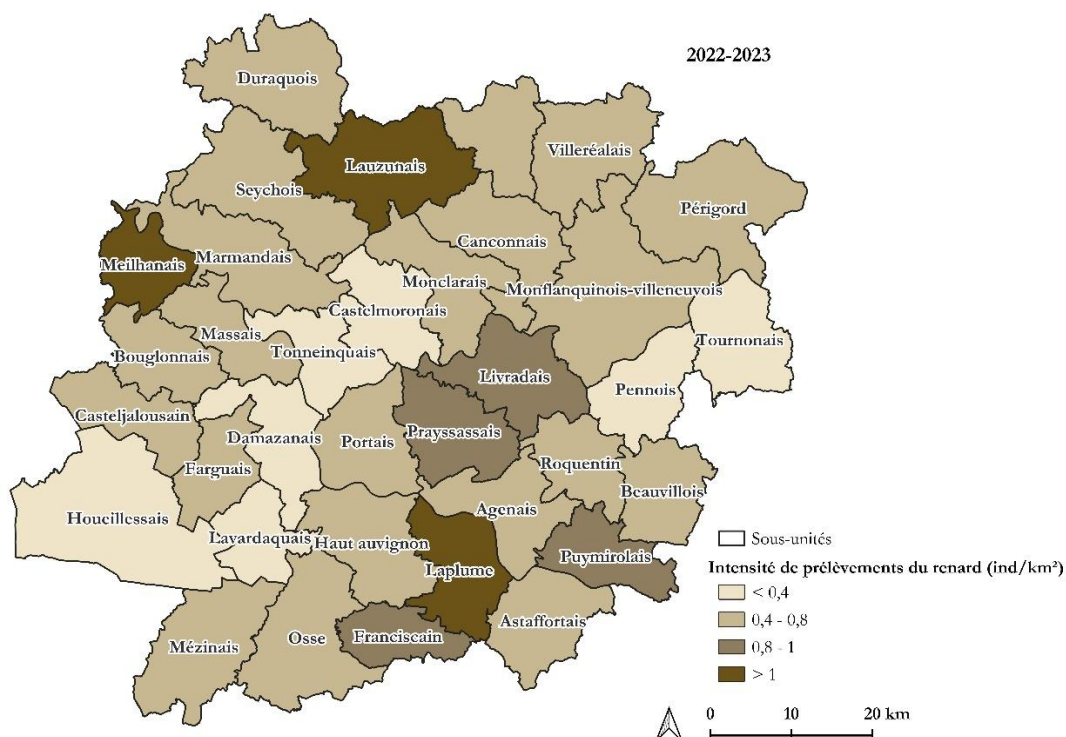 2022-2023
Duraquois
Villeréalais
Lauzunais
Seychois
Périgord
Canconnais
Marmandais
Meilhanais
Monclarais
Monflanquinois-villeneuvois
Castelmoronais
Massais
Tournonais
Tonneinquais
Bouglonnais
Livradais
Pennois
Casteljalousain
Prayssassais
Damazanais
Portais
Roquentin
Farguais
Beauvillois
Agenais
Houeillessais
Lavardaquais
Haut auvignon
Puymirolais
Laplume
Astaffortais
Franciscain
Osse
Mézinais
Sous-unités
Intensité de prélèvements du renard (ind/km²)
< 0,4
0,4 - 0,8
0,8 - 1
> 1
0 10 20 km